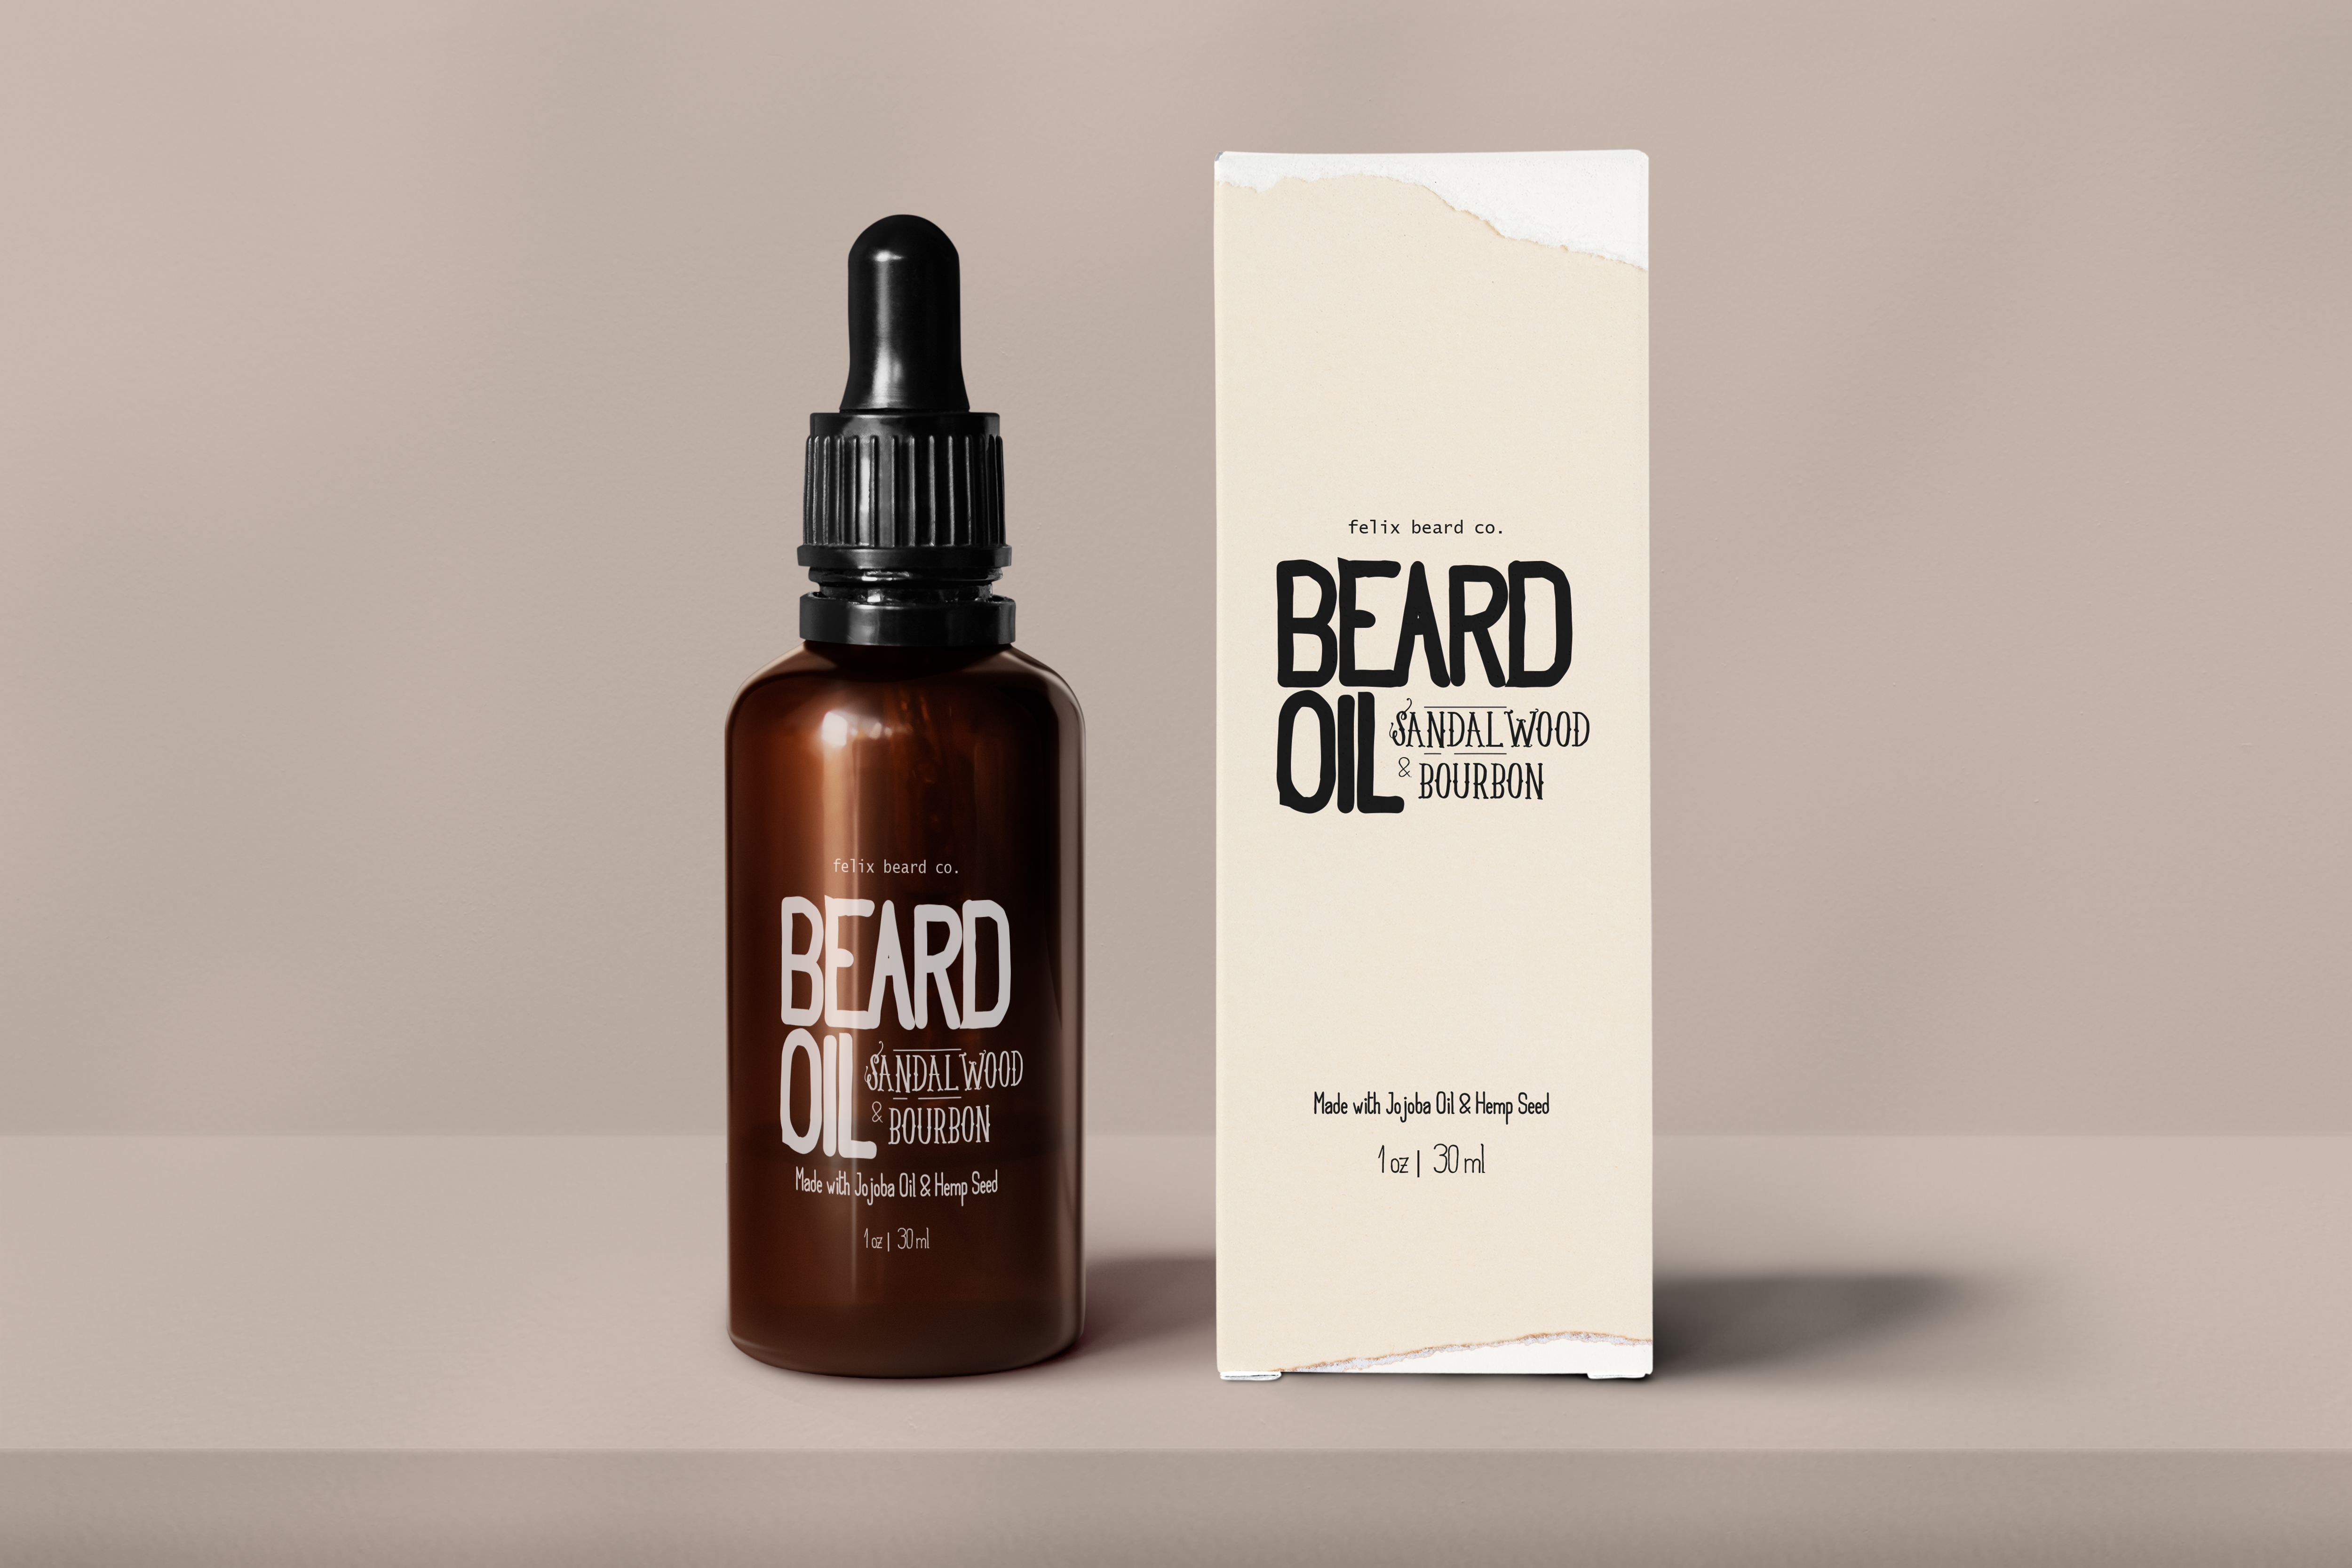 felix beard co.
BEARD
OIL SANDALWOOD
& BOURBON
Made with Jojoba Oil & Hemp Seed
1 oz | 30 ml
felix beard co.
BEARD
OIL SANDALWOOD
& BOURBON
Made with Jojoba Oil & Hemp Seed
1 oz | 30 ml